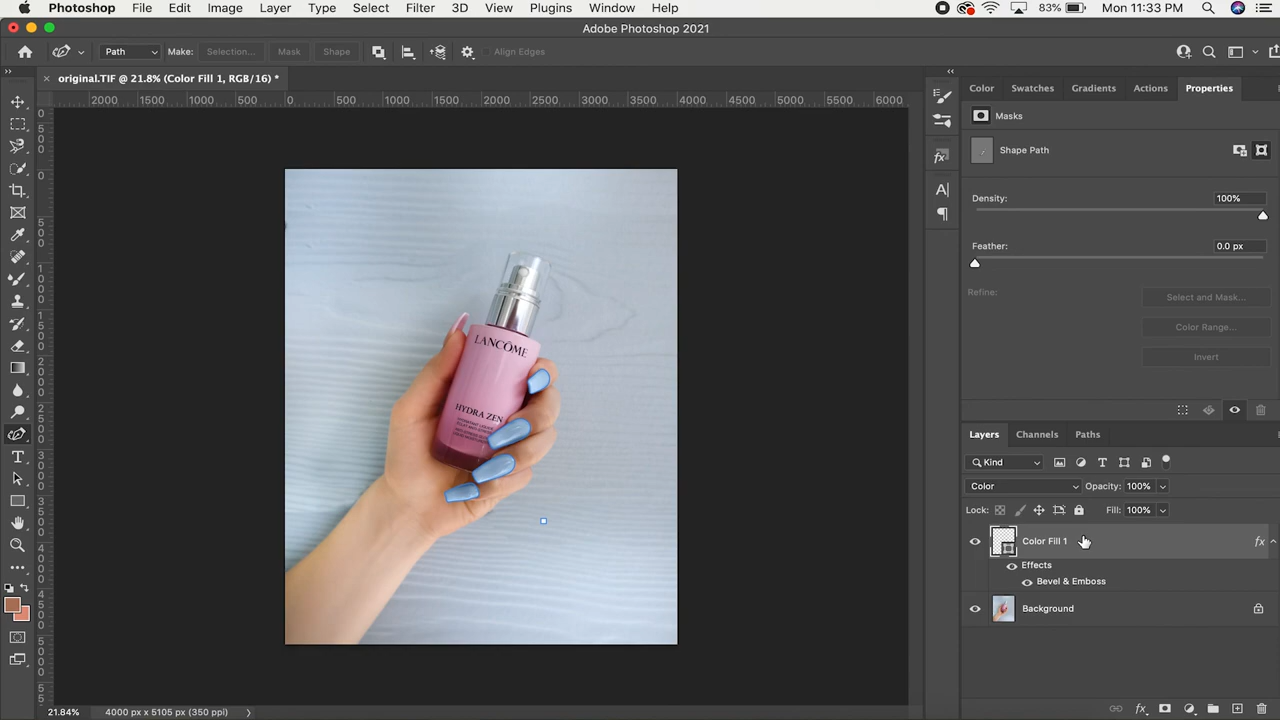 Photoshop File Edit Image Layer Type Select Filter 3D View Plugins Window Help 83% Mon 11:33 PM
Adobe Photoshop 2021
Path Make: Selection... Mask Shape Align Edges
original.TIF @ 21.8% (Color Fill 1, RGB/16) *
Color Swatches Gradients Actions Properties
2000 1500 1000 500 0 500 1000 1500 2000 2500 3000 3500 4000 4500 5000 5500 6000
Masks
Shape Path
Density: 100%
Feather: 0.0 px
Refine:
Select and Mask...
Color Range...
Invert
LANCÔME
HYDRA ZEN
Layers Channels Paths
Kind
Color Opacity: 100%
Lock: Fill: 100%
Color Fill 1 fx
Effects
Bevel & Emboss
Background
21.84% 4000 px x 5105 px (350 ppi)